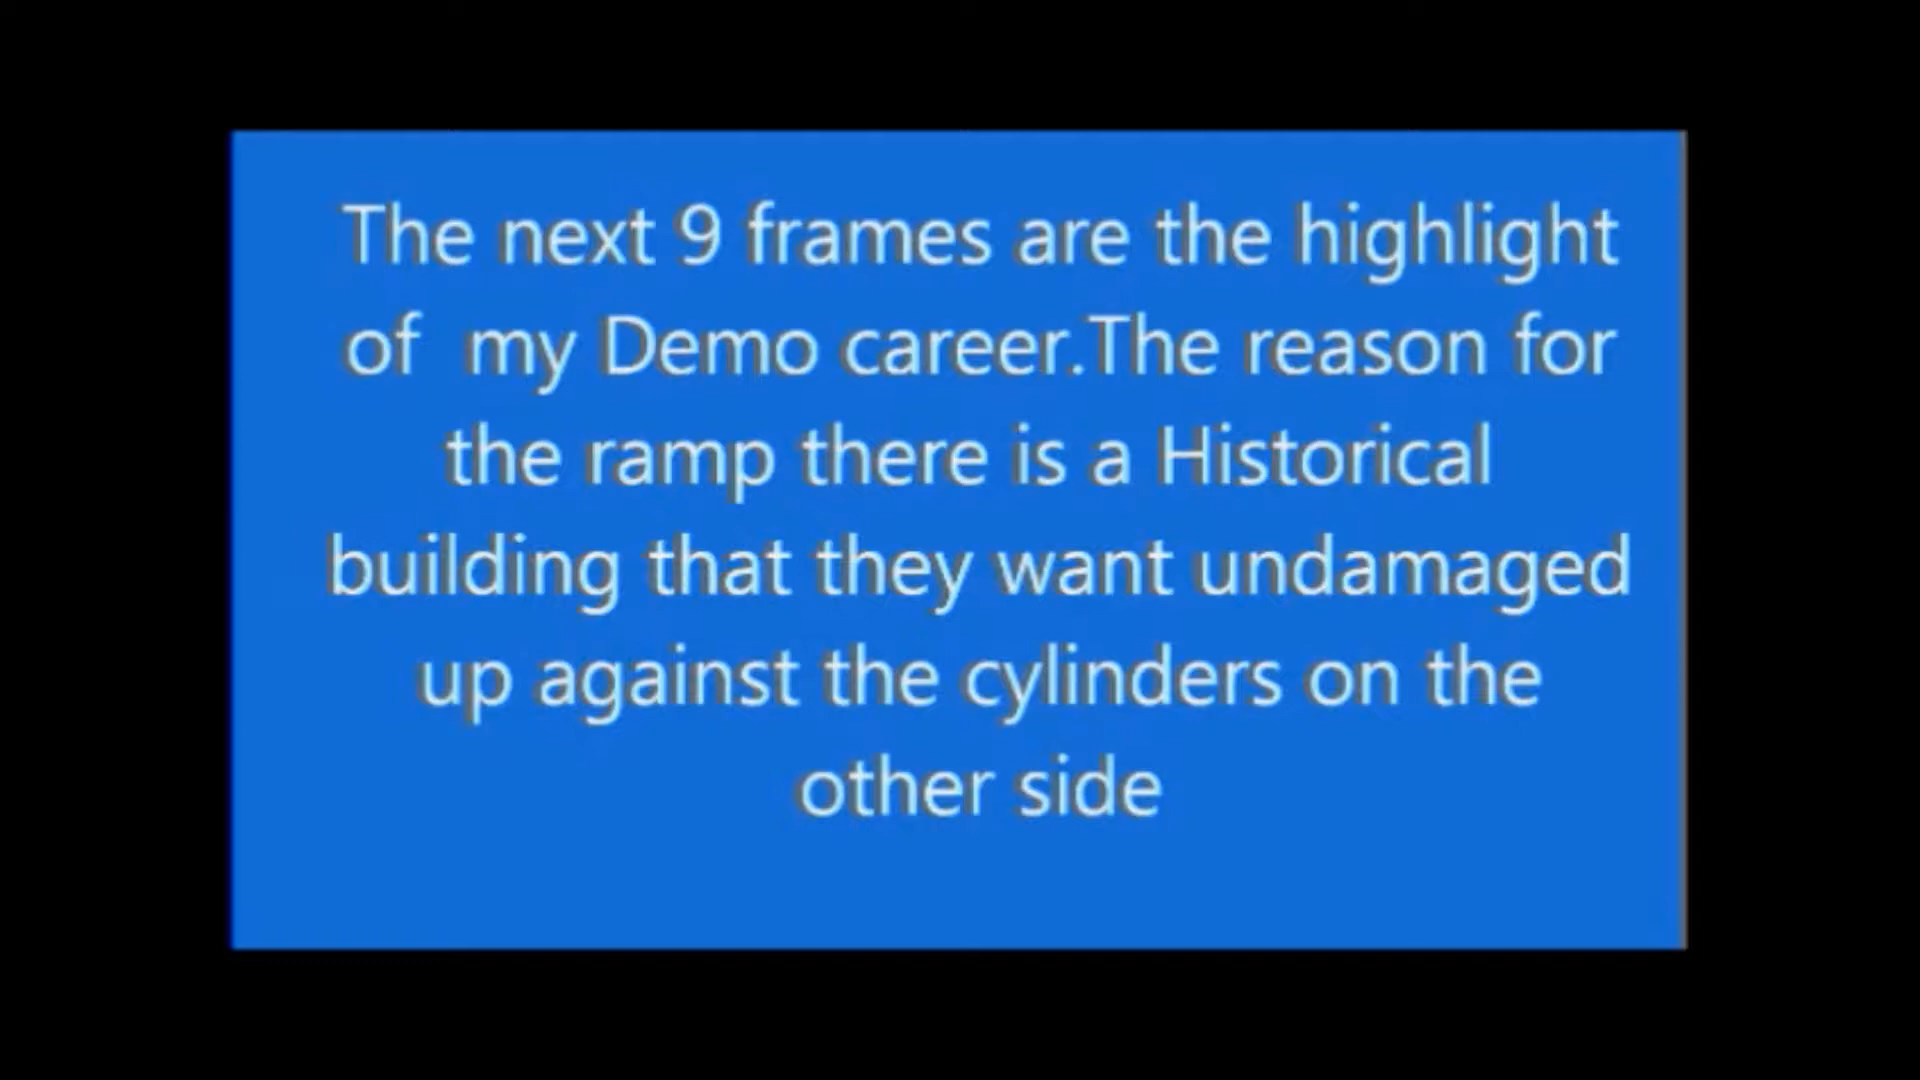 The next 9 frames are the highlight
of  my Demo career.The reason for
the ramp there is a Historical
building that they want undamaged
up against the cylinders on the
other side